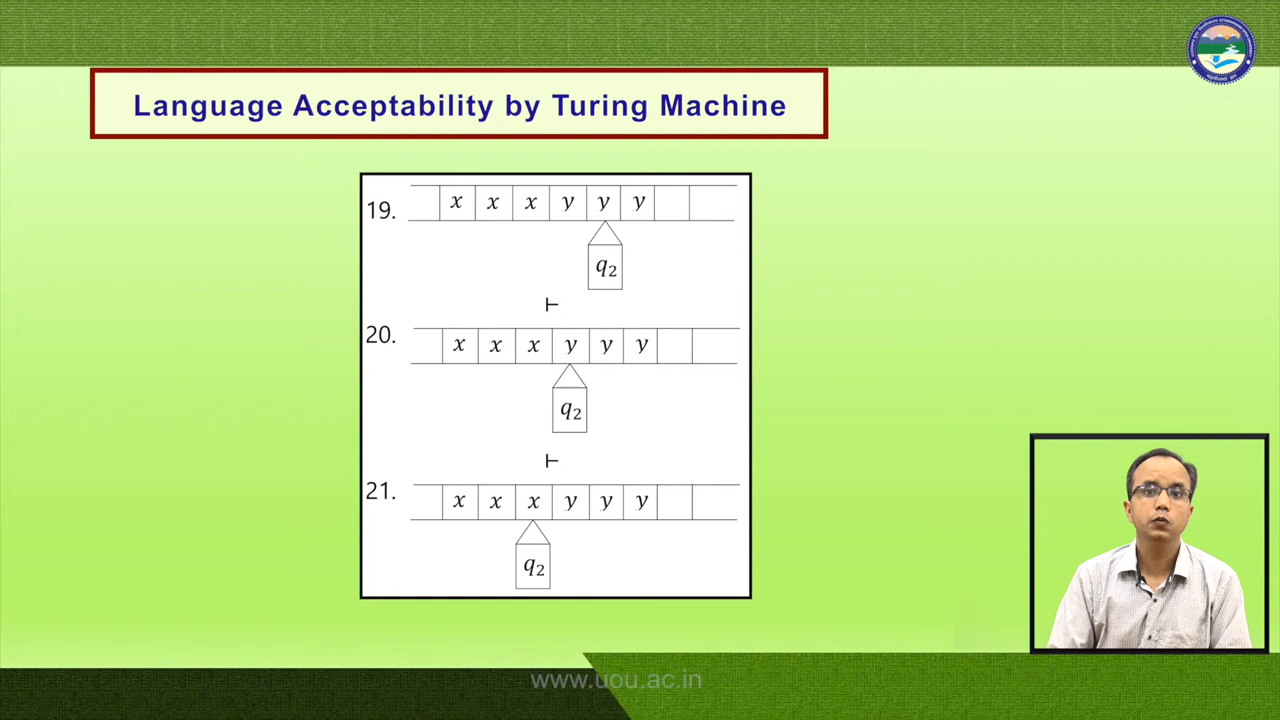 Language Acceptability by Turing Machine
19. x x x y y y
q2
⊢
20. x x x y y y
q2
⊢
21. x x x y y y
q2
www.uou.ac.in